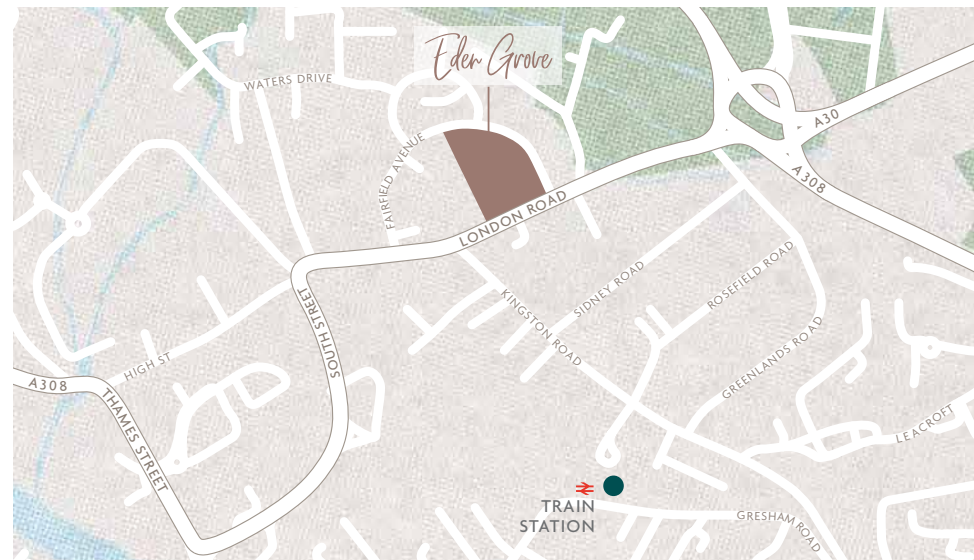 Eden Grove
WATERS DRIVE
A30
FAIRFIELD AVENUE
A308
LONDON ROAD
SIDNEY ROAD
ROSEFIELD ROAD
KINGSTON ROAD
SOUTH STREET
GREENLANDS ROAD
HIGH ST
A308
THAMES STREET
LEACROFT
TRAIN
STATION
GRESHAM ROAD